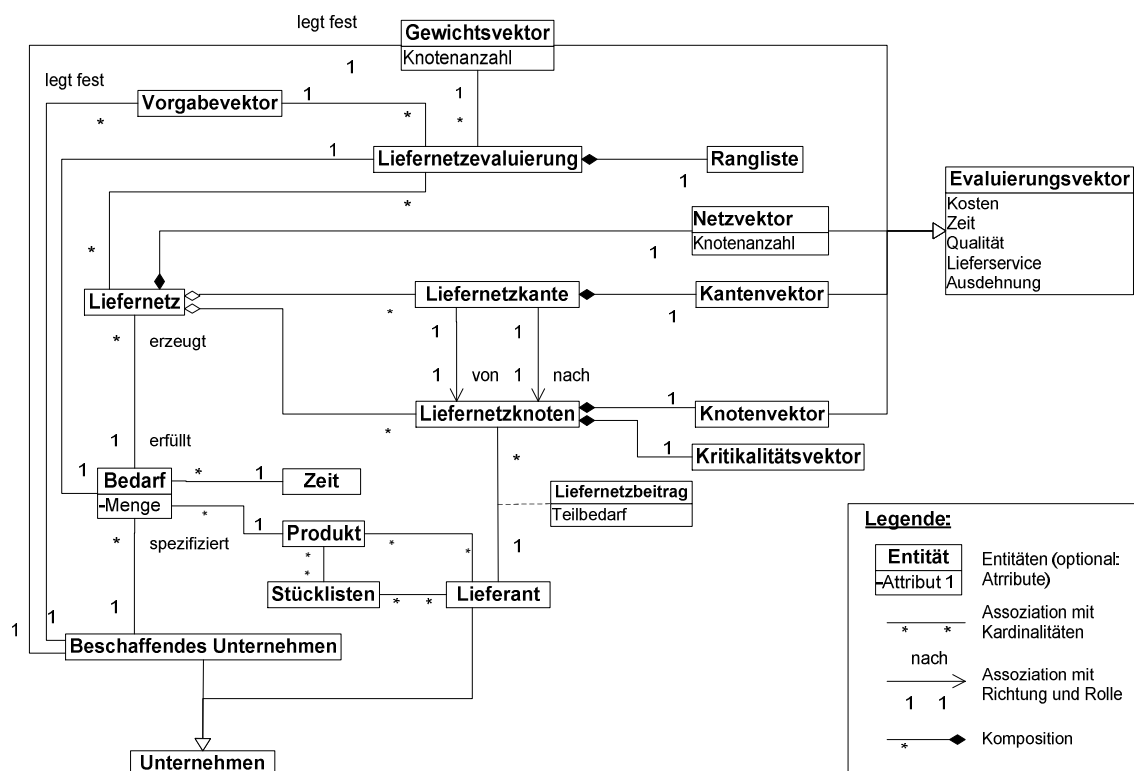 legt fest
Gewichtsvektor
Knotenanzahl
1
1
legt fest
Vorgabevektor
1
*
*
*
1
Liefernetzevaluierung
Rangliste
1
*
Evaluierungsvektor
Kosten
Zeit
Qualität
Lieferservice
Ausdehnung
Netzvektor
Knotenanzahl
1
*
Liefernetz
Liefernetzkante
Kantenvektor
*
1
*
erzeugt
1
1
1
von
1
nach
1
Liefernetzknoten
Knotenvektor
*
1
erfüllt
1
Kritikalitätsvektor
*
1
Bedarf
-Menge
*
1
Zeit
Liefernetzbeitrag
Teilbedarf
*
1
*
spezifiziert
Produkt
*
*
1
*
*
Stücklisten
*
*
Lieferant
1
1
1
Beschaffendes Unternehmen
Unternehmen
Legende:
Entität
-Attribut 1
Entitäten (optional:
Atrribute)
* *
Assoziation mit
Kardinalitäten
nach
1 1
Assoziation mit
Richtung und Rolle
*
Komposition